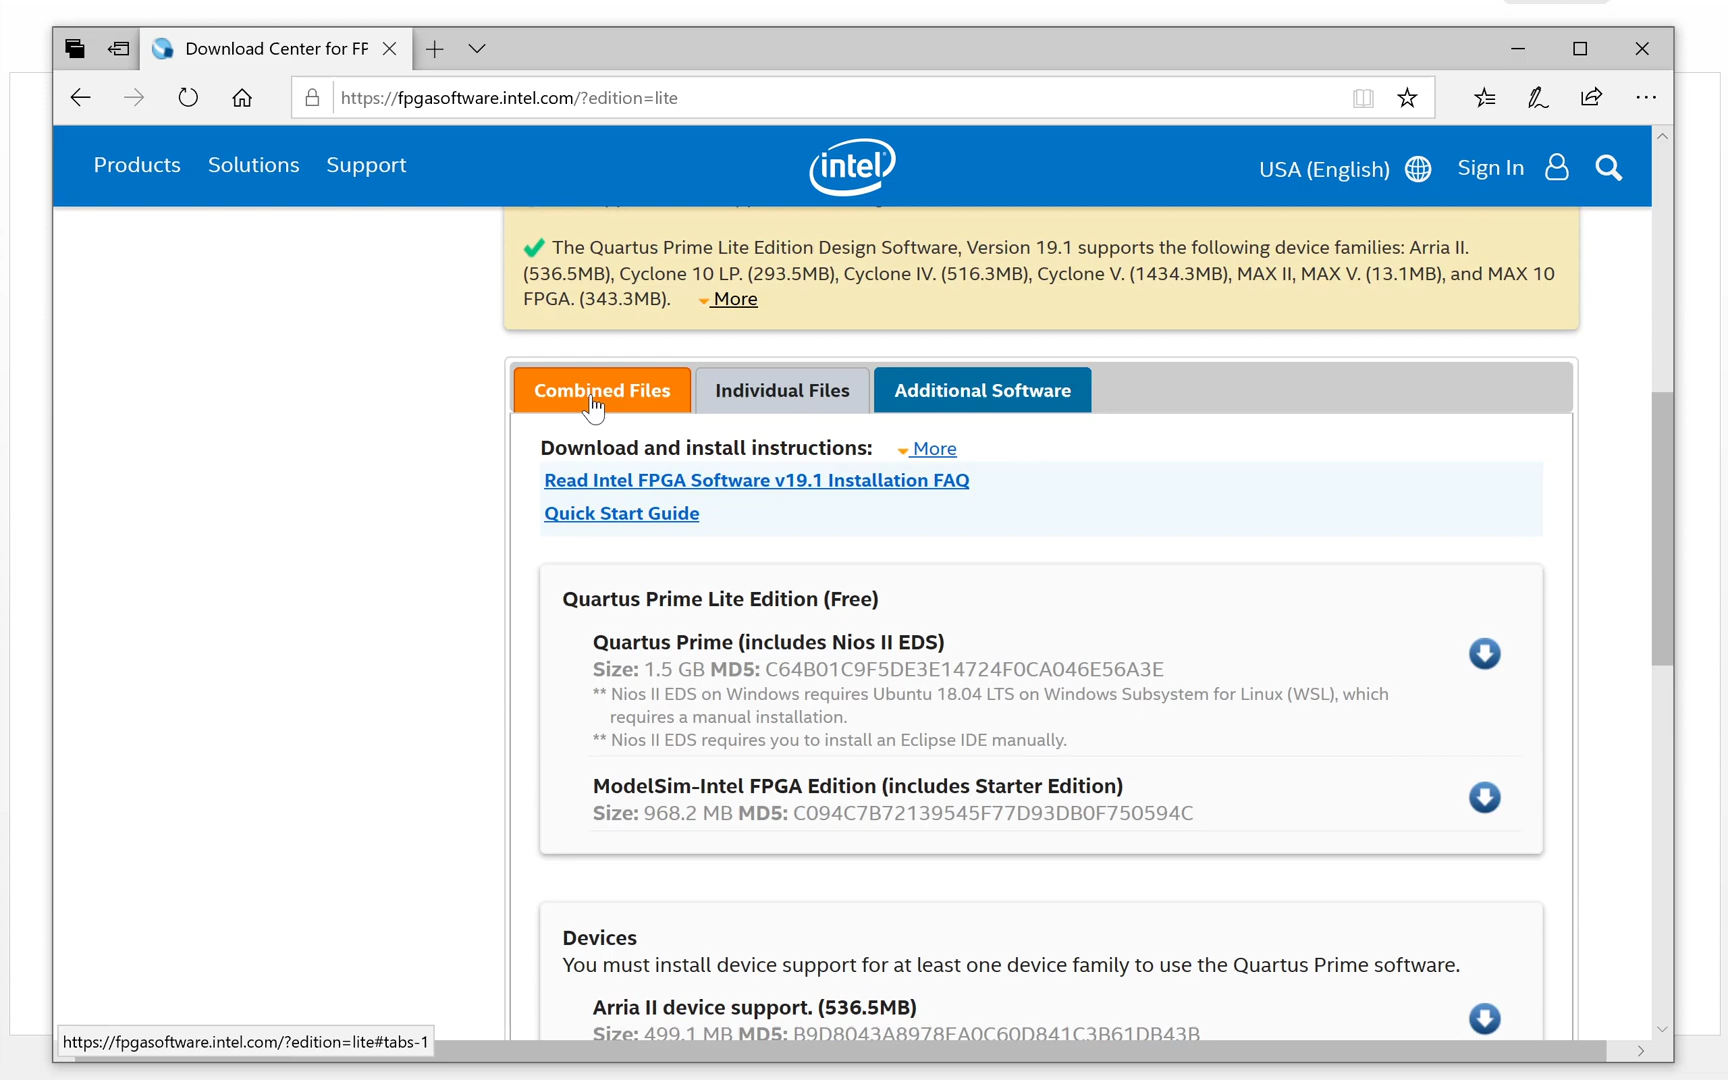 Download Center for FF
https://fpgasoftware.intel.com/?edition=lite
Products Solutions Support
intel
USA (English) Sign In
The Quartus Prime Lite Edition Design Software, Version 19.1 supports the following device families: Arria II.
(536.5MB), Cyclone 10 LP. (293.5MB), Cyclone IV. (516.3MB), Cyclone V. (1434.3MB), MAX II, MAX V. (13.1MB), and MAX 10
FPGA. (343.3MB). More
Combined Files Individual Files Additional Software
Download and install instructions: More
Read Intel FPGA Software v19.1 Installation FAQ
Quick Start Guide
Quartus Prime Lite Edition (Free)
Quartus Prime (includes Nios II EDS)
Size: 1.5 GB MD5: C64B01C9F5DE3E14724F0CA046E56A3E
** Nios II EDS on Windows requires Ubuntu 18.04 LTS on Windows Subsystem for Linux (WSL), which
requires a manual installation.
** Nios II EDS requires you to install an Eclipse IDE manually.
ModelSim-Intel FPGA Edition (includes Starter Edition)
Size: 968.2 MB MD5: C094C7B72139545F77D93DB0F750594C
Devices
You must install device support for at least one device family to use the Quartus Prime software.
Arria II device support. (536.5MB)
Size: 499.1 MB MD5: B9D8043A8978EA0C60D841C3B61DB43B
https://fpgasoftware.intel.com/?edition=lite#tabs-1